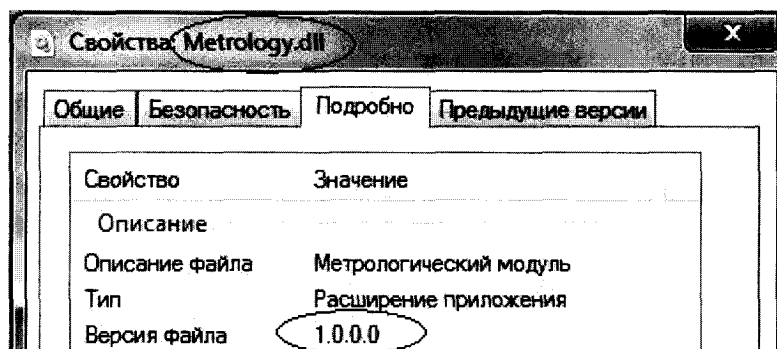 Свойства: Metrology.dll
x
Общие Безопасность Подробно Предыдущие версии
Свойство Значение
Описание
Описание файла Метрологический модуль
Тип Расширение приложения
Версия файла 1.0.0.0